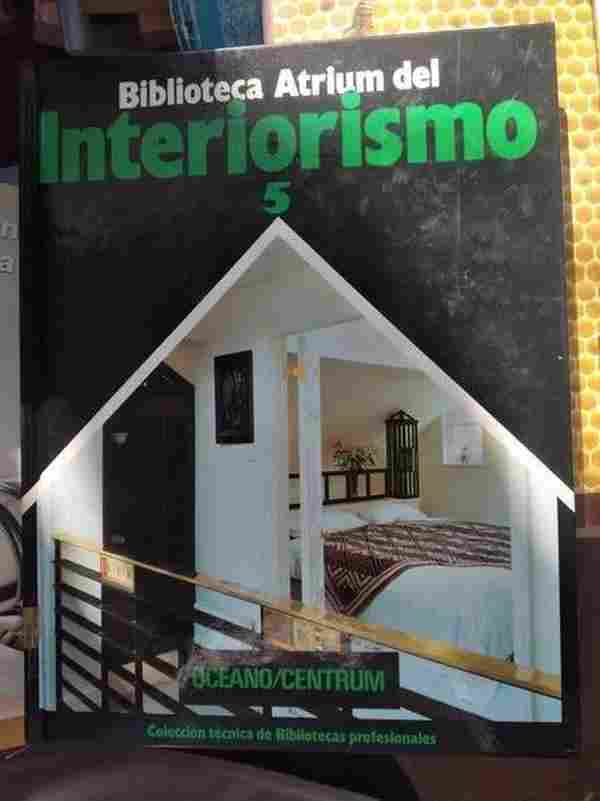 Biblioteca Atrium del
Interiorismo
5
OCEANO/CENTRUM
Colección técnica de Bibliotecas profesionales
n
a